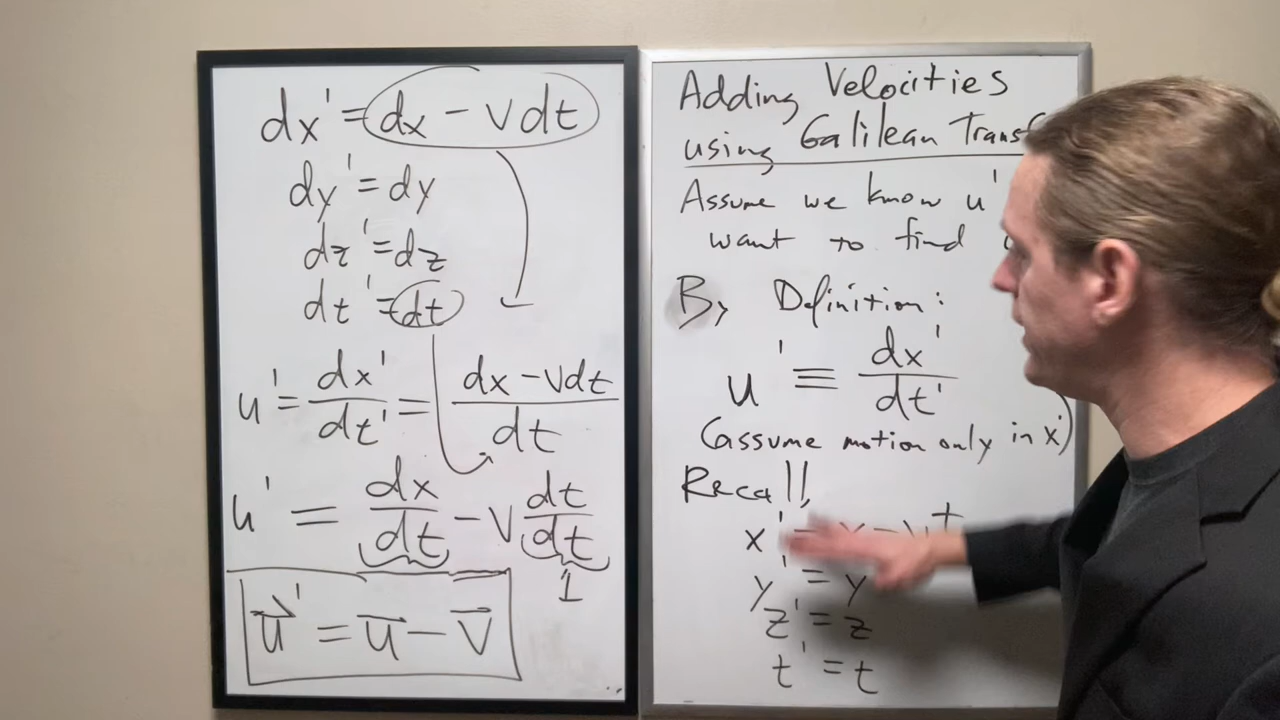 dx' = dx - vdt
dy' = dy
dz' = dz
dt' = dt
u' = dx'/dt' = dx - vdt/dt
u' = dx/dt - v dt/dt
1
u⃗' = u⃗ - v⃗
Adding Velocities
using Galilean Transf
Assume we know u'
want to find
By Definition:
u' ≡ dx'/dt'
(assume motion only in x)
Recall,
x' = x - vt
y' = y
z' = z
t' = t